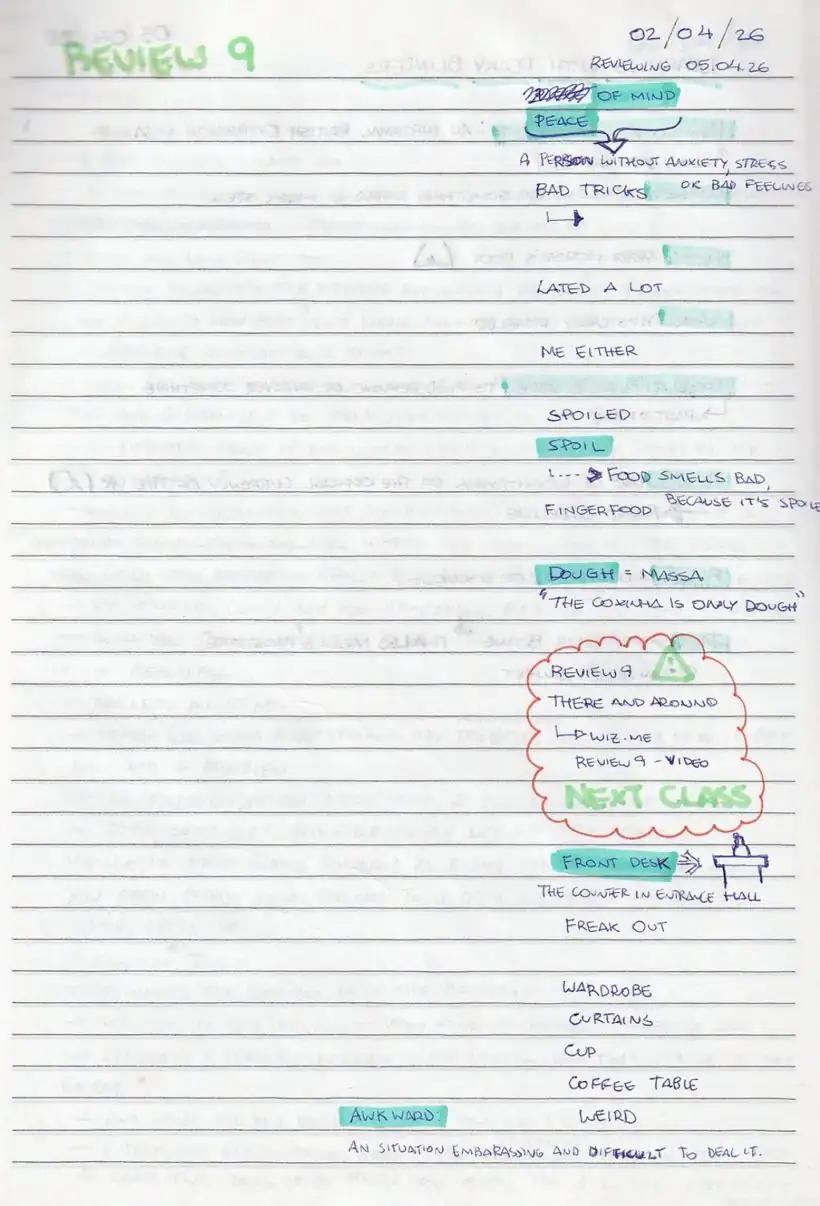 02/04/26
REVIEW 9
REVIEWING 05.04.26
OF MIND
PEACE
A PERSON WITHOUT ANXIETY, STRESS
OR BAD FEELINGS
BAD TRICKS
LATED A LOT
ME EITHER
SPOILED
SPOIL
FOOD SMELLS BAD,
BECAUSE IT'S SPOILE
FINGERFOOD
DOUGH = MASSA
"THE COXINHA IS ONLY DOUGH"
REVIEW 9
THERE AND AROUND
WIZ.ME
REVIEW 9 - VIDEO
NEXT CLASS
FRONT DESK
THE COUNTER IN ENTRANCE HALL
FREAK OUT
WARDROBE
CURTAINS
CUP
COFFEE TABLE
AWKWARD: WEIRD
AN SITUATION EMBARASSING AND DIFFICULT TO DEAL IT.